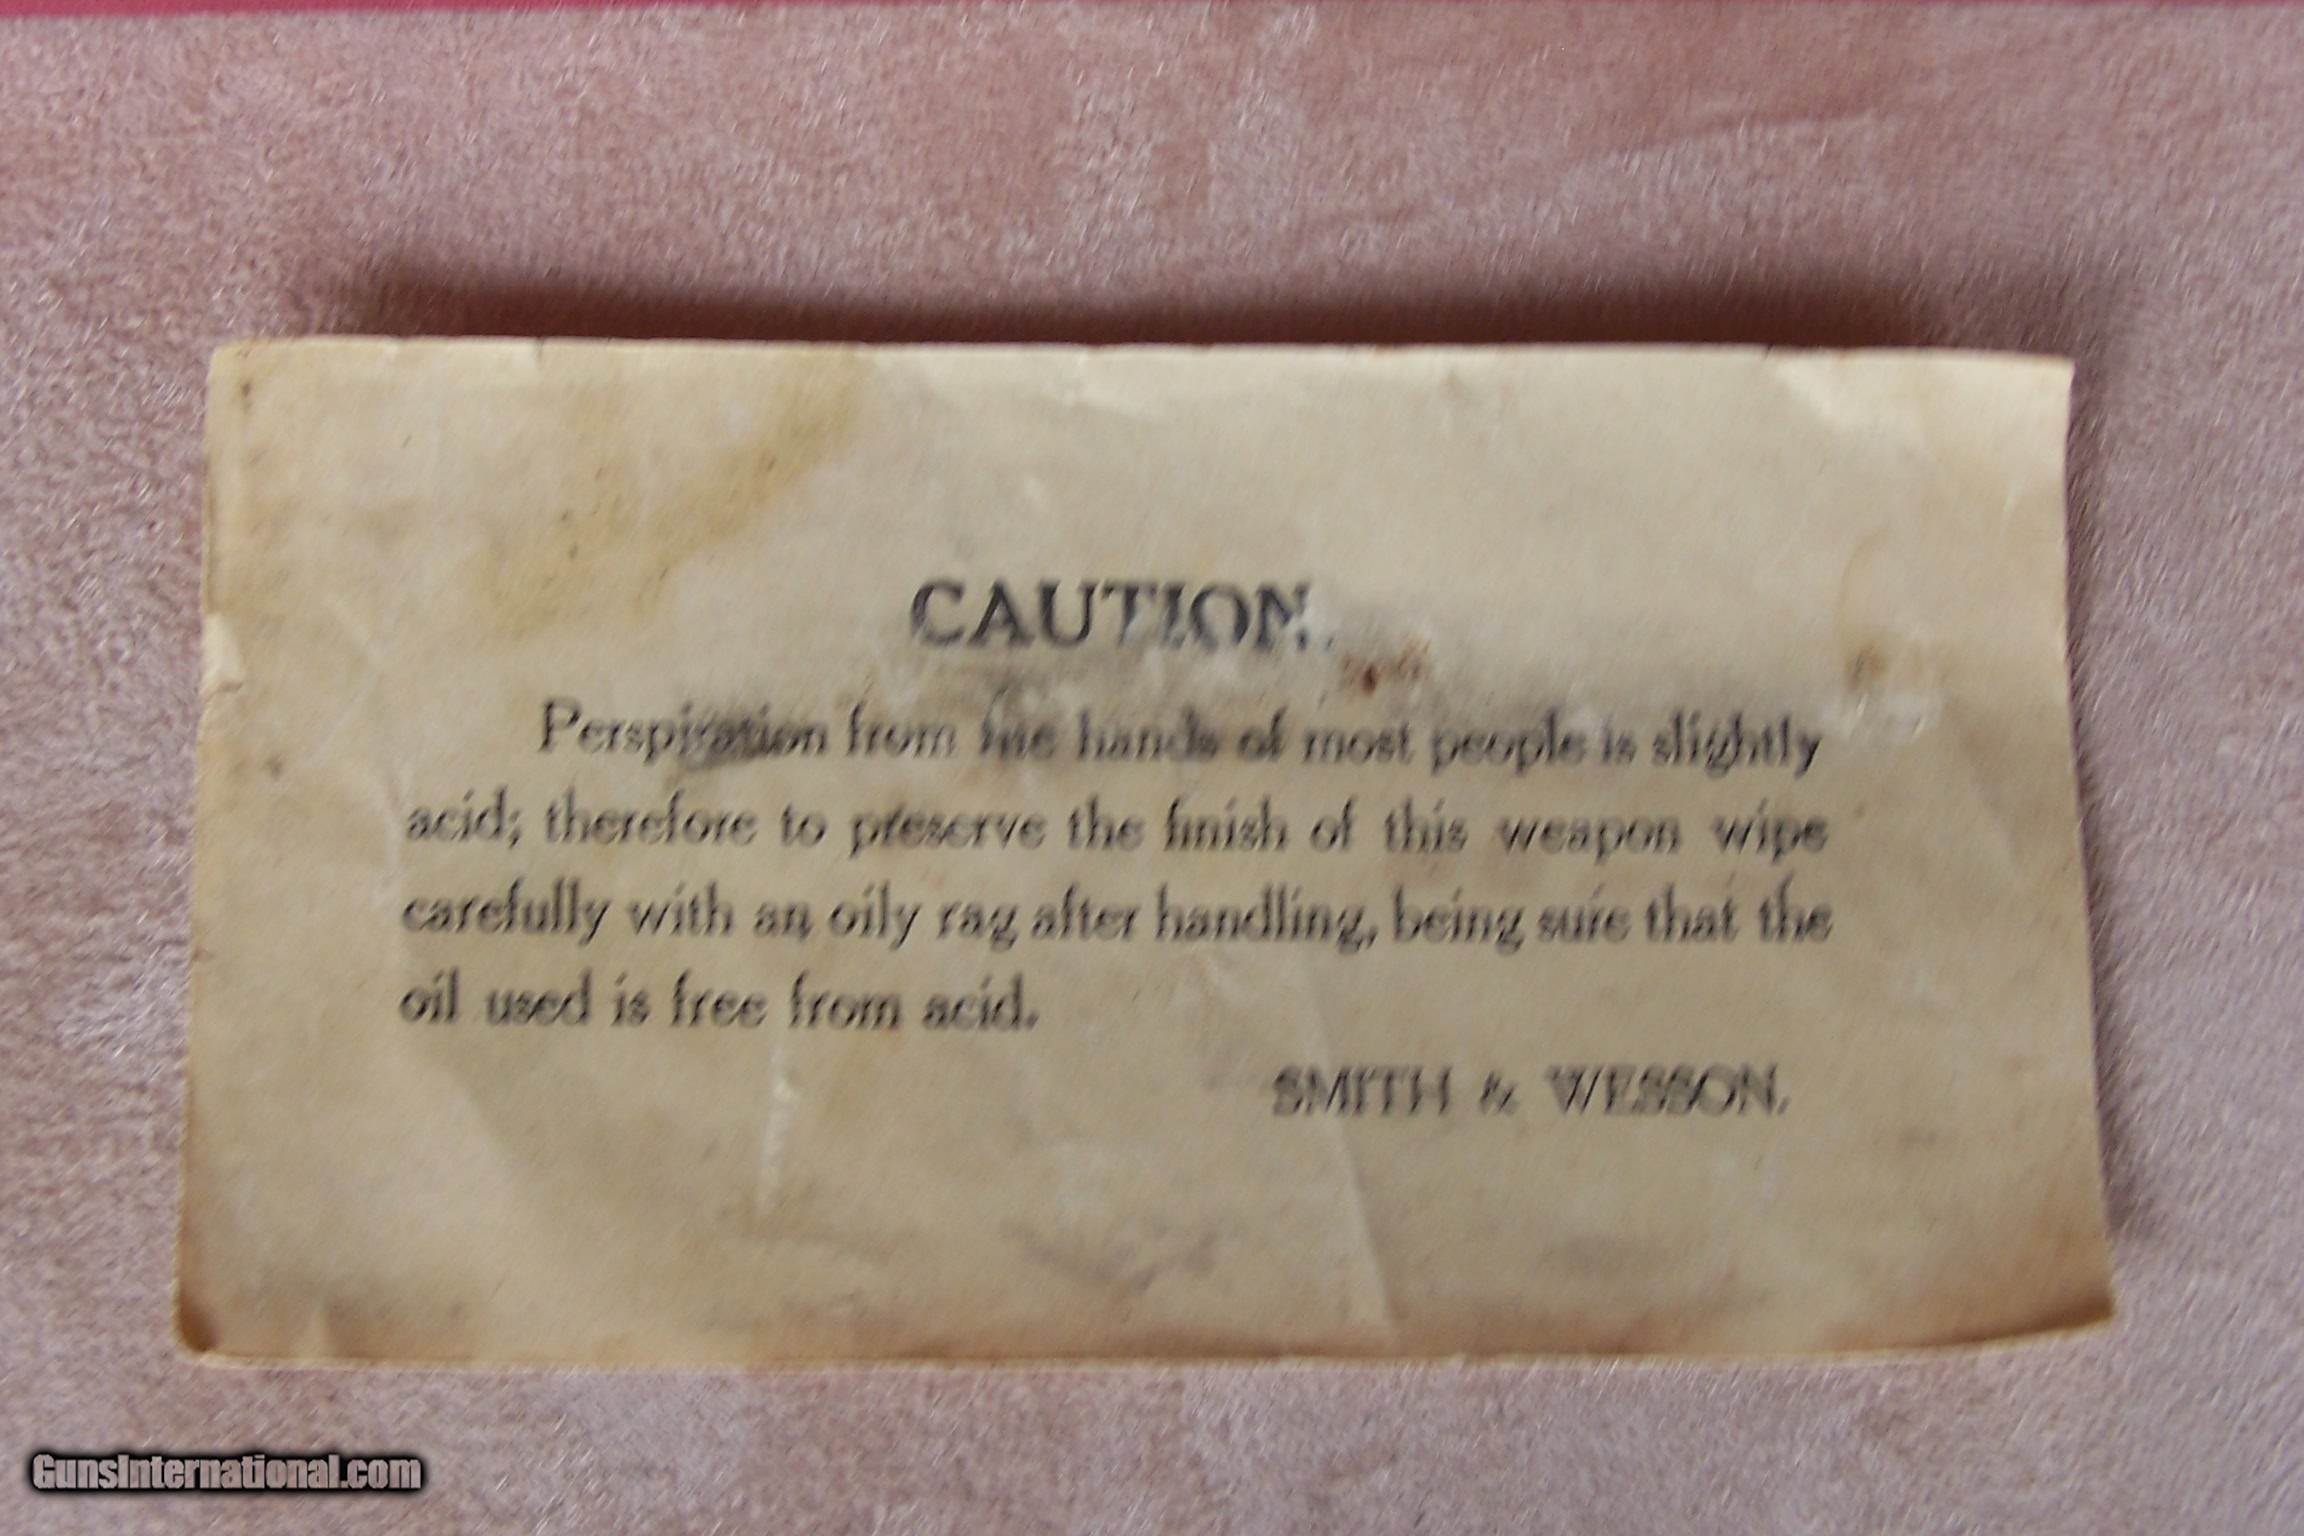 CAUTION.
Perspiration from the hands of most people is slightly
acid; therefore to preserve the finish of this weapon wipe
carefully with an oily rag after handling, being sure that the
oil used is free from acid.
SMITH & WESSON.
GunsInternational.com